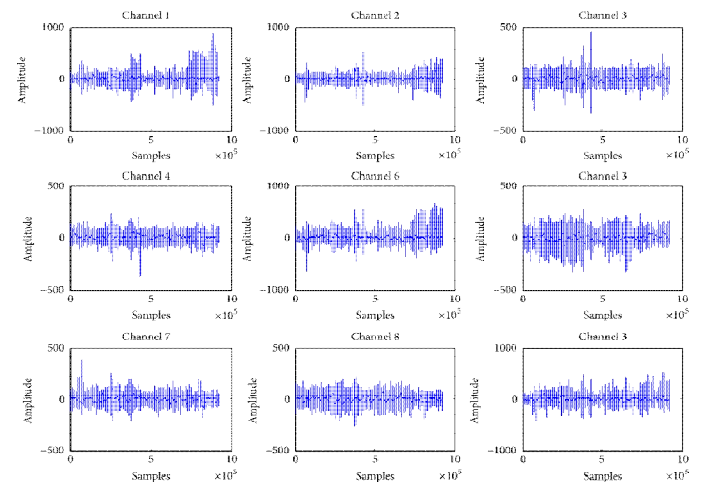 Channel 1
Channel 2
Channel 3
1000
0
−1000
Amplitude
0
5
10
Samples
×10⁵
1000
0
−1000
Amplitude
0
5
10
Samples
×10⁵
500
0
−500
Amplitude
0
5
10
Samples
×10⁵
Channel 4
Channel 6
Channel 3
500
0
−500
Amplitude
0
5
10
Samples
×10⁵
1000
0
−1000
Amplitude
0
5
10
Samples
×10⁵
500
0
−500
Amplitude
0
5
10
Samples
×10⁵
Channel 7
Channel 8
Channel 3
500
0
−500
Amplitude
0
5
10
Samples
×10⁵
500
0
−500
Amplitude
0
5
10
Samples
×10⁵
1000
0
−1000
Amplitude
0
5
10
Samples
×10⁵